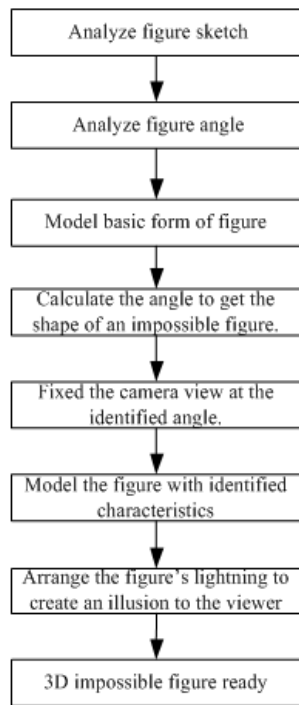 Analyze figure sketch
Analyze figure angle
Model basic form of figure
Calculate the angle to get the
shape of an impossible figure.
Fixed the camera view at the
identified angle.
Model the figure with identified
characteristics
Arrange the figure's lightning to
create an illusion to the viewer
3D impossible figure ready